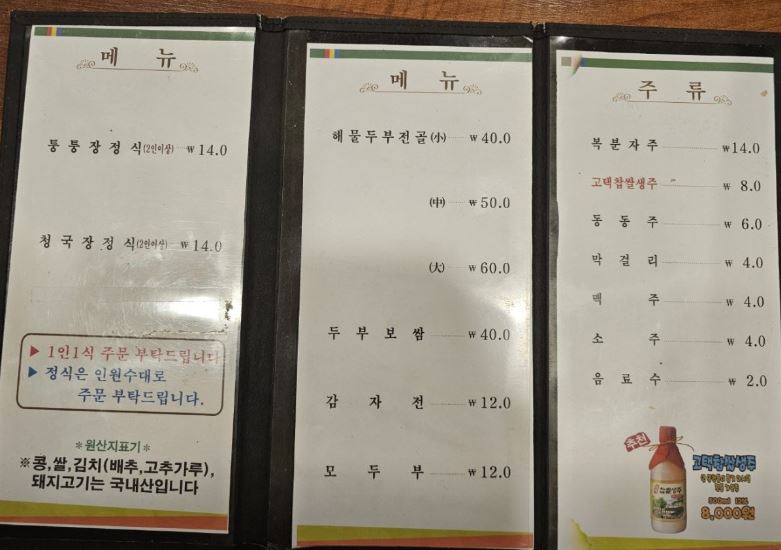 메 뉴
퉁퉁장정식(2인이상) ₩ 14.0
청국장정식(2인이상) ₩ 14.0
▶ 1인1식 주문 부탁드립니다
▶ 정식은 인원수대로
주문 부탁드립니다.
*원산지표기*
※콩,쌀,김치(배추,고추가루),
돼지고기는 국내산입니다
메 뉴
해물두부전골(小) ₩ 40.0
(中) ₩ 50.0
(大) ₩ 60.0
두부보쌈 ₩ 40.0
감자전 ₩ 12.0
모두부 ₩ 12.0
주 류
복분자주 ₩14.0
고택찹쌀생주 ₩ 8.0
동동주 ₩ 6.0
막걸리 ₩ 4.0
맥주 ₩ 4.0
소주 ₩ 4.0
음료수 ₩ 2.0
추천
고택찹쌀생주
찹쌀생주
500ml
8,000원